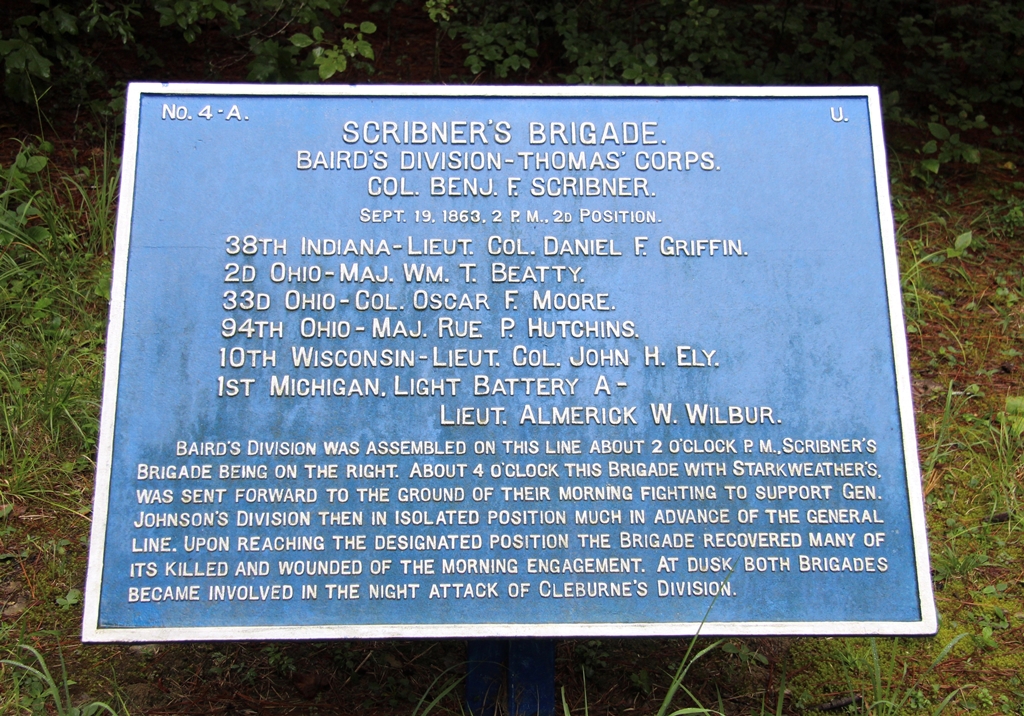 No. 4-A. U.
SCRIBNER'S BRIGADE.
BAIRD'S DIVISION-THOMAS' CORPS.
COL. BENJ. F. SCRIBNER.
SEPT. 19, 1863, 2 P.M., 2D POSITION.
38TH INDIANA-LIEUT. COL. DANIEL F. GRIFFIN.
2D OHIO-MAJ. WM. T. BEATTY.
33D OHIO-COL. OSCAR F. MOORE.
94TH OHIO-MAJ. RUE P. HUTCHINS.
10TH WISCONSIN-LIEUT. COL. JOHN H. ELY.
1ST MICHIGAN, LIGHT BATTERY A-
LIEUT. ALMERICK W. WILBUR.
BAIRD'S DIVISION WAS ASSEMBLED ON THIS LINE ABOUT 2 O'CLOCK P.M., SCRIBNER'S
BRIGADE BEING ON THE RIGHT. ABOUT 4 O'CLOCK THIS BRIGADE WITH STARKWEATHER'S,
WAS SENT FORWARD TO THE GROUND OF THEIR MORNING FIGHTING TO SUPPORT GEN.
JOHNSON'S DIVISION THEN IN ISOLATED POSITION MUCH IN ADVANCE OF THE GENERAL
LINE. UPON REACHING THE DESIGNATED POSITION THE BRIGADE RECOVERED MANY OF
ITS KILLED AND WOUNDED OF THE MORNING ENGAGEMENT. AT DUSK BOTH BRIGADES
BECAME INVOLVED IN THE NIGHT ATTACK OF CLEBURNE'S DIVISION.